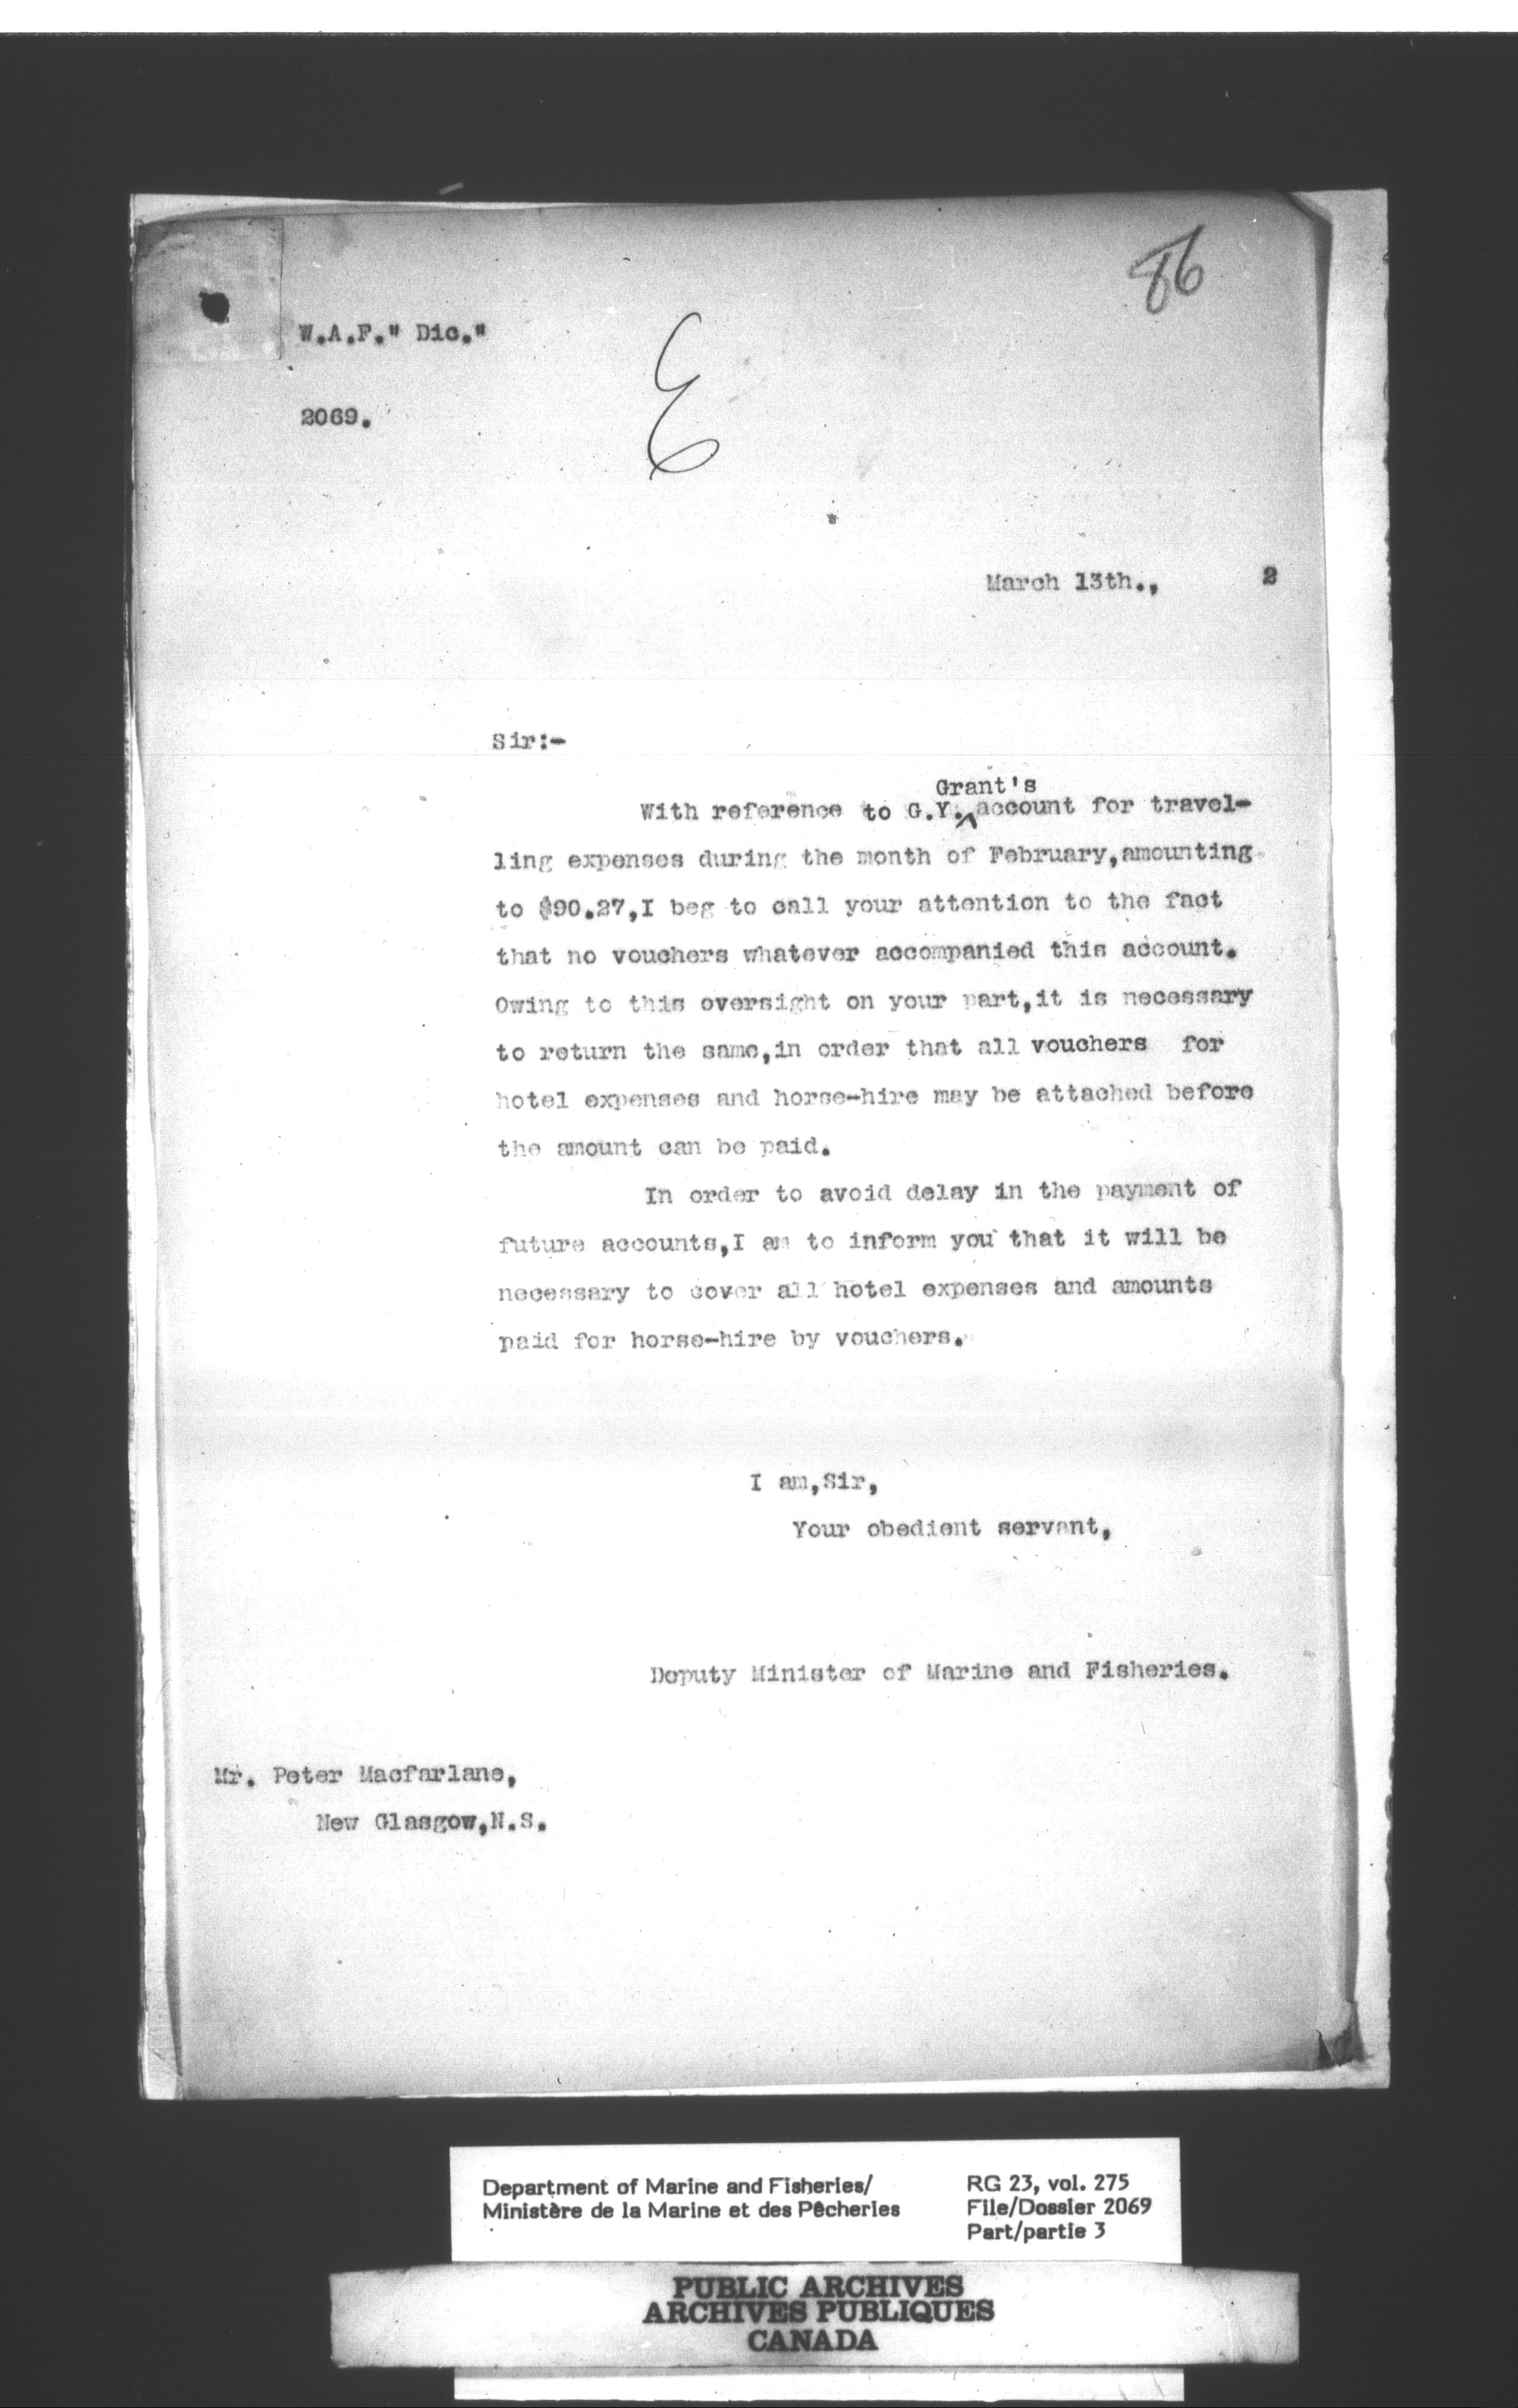 86
W.A.F." Dic."
E
2069.
March 13th., 2
Sir:-
Grant's
With reference to G.Y.^account for travel-
ling expenses during the month of February,amounting
to $90.27,I beg to call your attention to the fact
that no vouchers whatever accompanied this account.
Owing to this oversight on your part,it is necessary
to return the same,in order that all vouchers for
hotel expenses and horse-hire may be attached before
the amount can be paid.
In order to avoid delay in the payment of
future accounts,I am to inform you that it will be
necessary to cover all hotel expenses and amounts
paid for horse-hire by vouchers.
I am,Sir,
Your obedient servant,
Deputy Minister of Marine and Fisheries.
Mr. Peter Macfarlane,
New Glasgow,N.S.
Department of Marine and Fisheries/
Ministère de la Marine et des Pêcheries
RG 23, vol. 275
File/Dossier 2069
Part/partie 3
PUBLIC ARCHIVES
ARCHIVES PUBLIQUES
CANADA